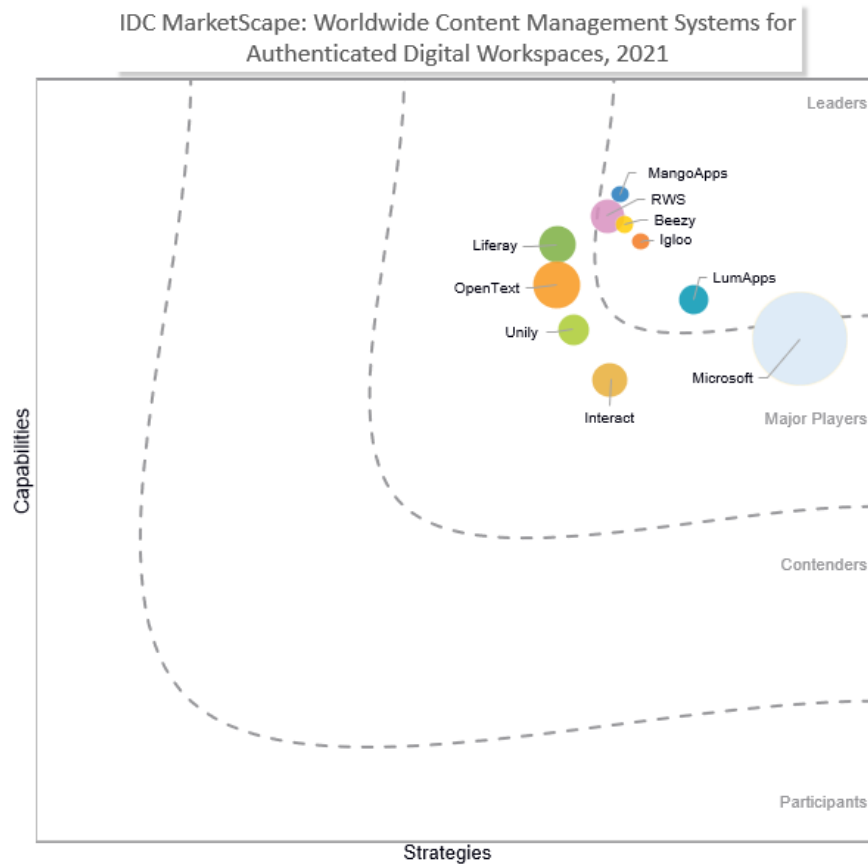 IDC MarketScape: Worldwide Content Management Systems for
Authenticated Digital Workspaces, 2021
Leaders
MangoApps
RWS
Beezy
Igloo
Liferay
LumApps
OpenText
Unily
Microsoft
Interact
Major Players
Capabilities
Contenders
Participants
Strategies